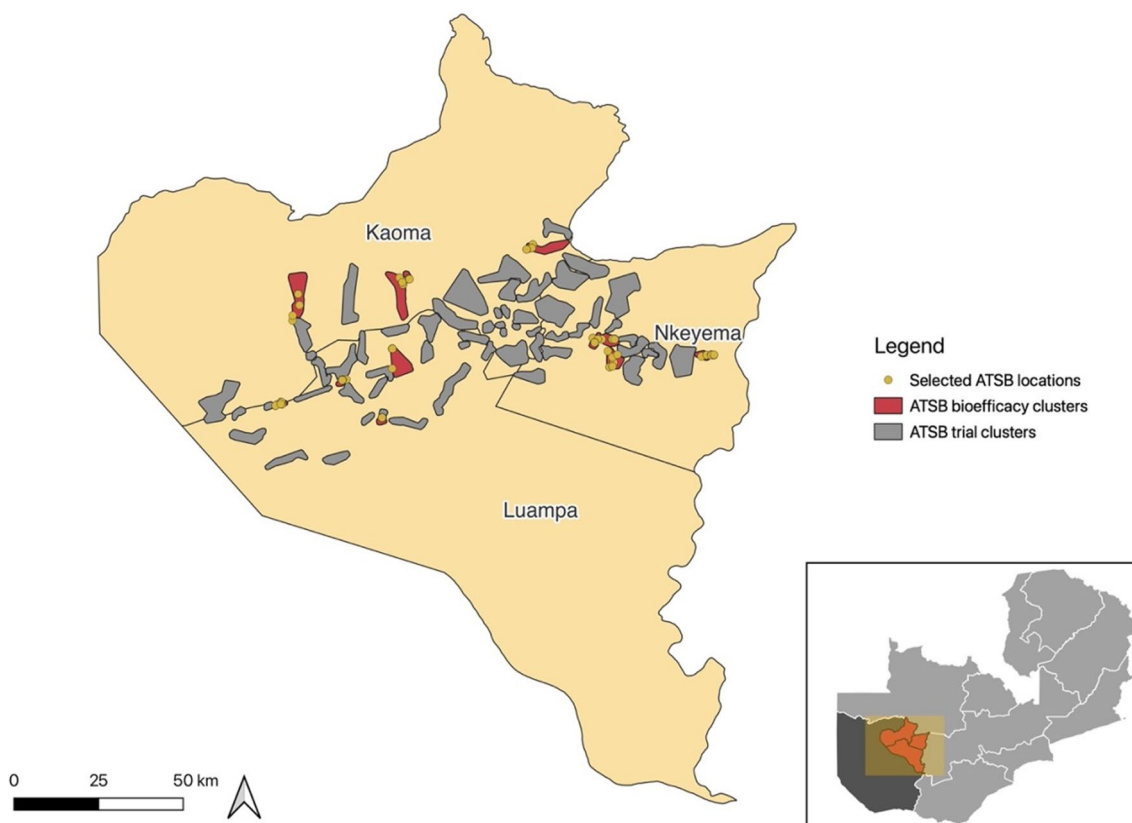 Kaoma
Nkeyema
Luampa
Legend
Selected ATSB locations
ATSB bioefficacy clusters
ATSB trial clusters
0 25 50 km